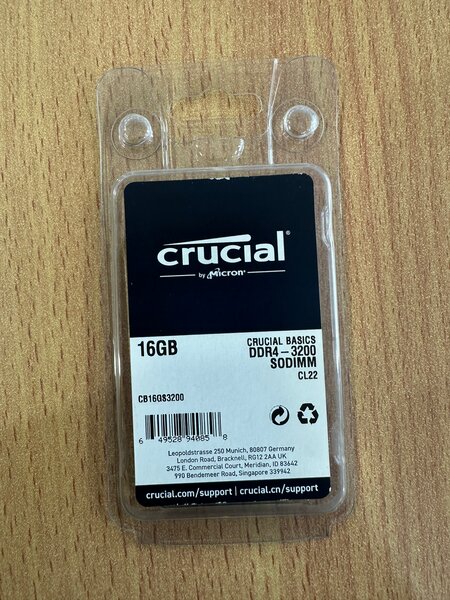 crucial
by Micron
16GB
CRUCIAL BASICS
DDR4-3200
SODIMM
CL22
CB16GS3200
6 49528 94085 8
Leopoldstrasse 250 Munich, 80807 Germany
London Road, Bracknell, RG12 2AA UK
3475 E. Commercial Court, Meridian, ID 83642
990 Bendemeer Road, Singapore 339942
crucial.com/support | crucial.cn/support